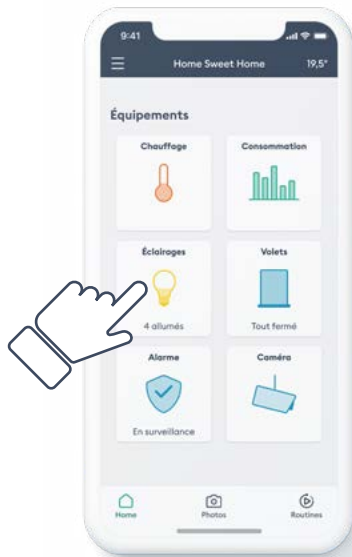 9:41
Home Sweet Home 19,5°
Équipements
Chauffage Consommation
Éclairages Volets
4 allumés Tout fermé
Alarme Caméra
En surveillance
Home Photos Routines